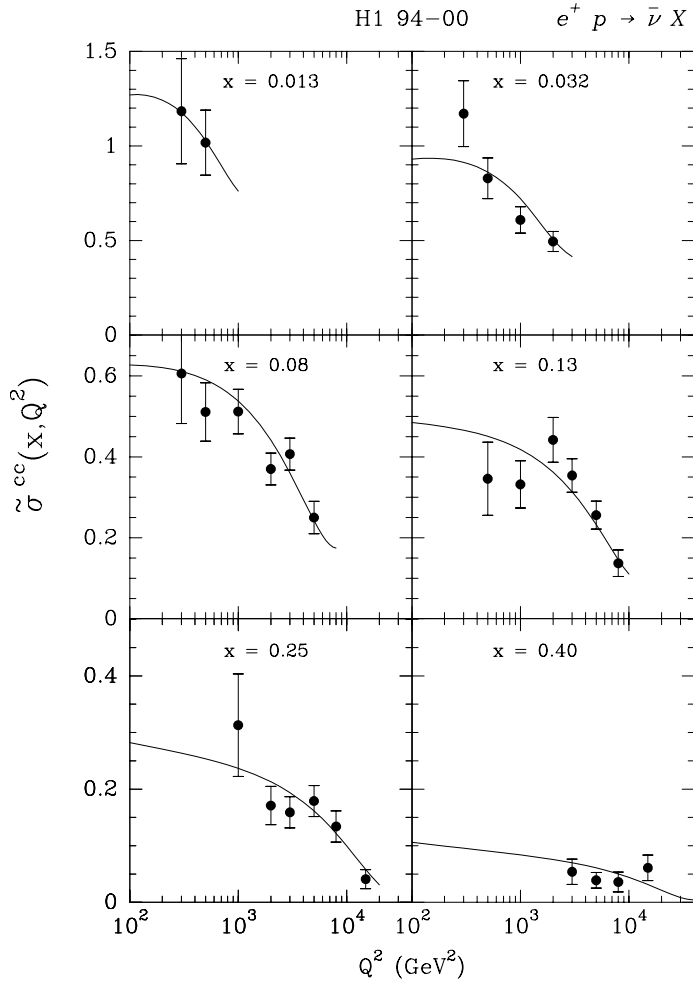 H1 94−00 e⁺ p → ν̄ X
1.5
x = 0.013 x = 0.032
1
0.5
0
x = 0.08 x = 0.13
0.6
0.4
0.2
0
σ̃ ᶜᶜ(x,Q²)
x = 0.25 x = 0.40
0.4
0.2
0
10² 10³ 10⁴ 10² 10³ 10⁴
Q² (GeV²)